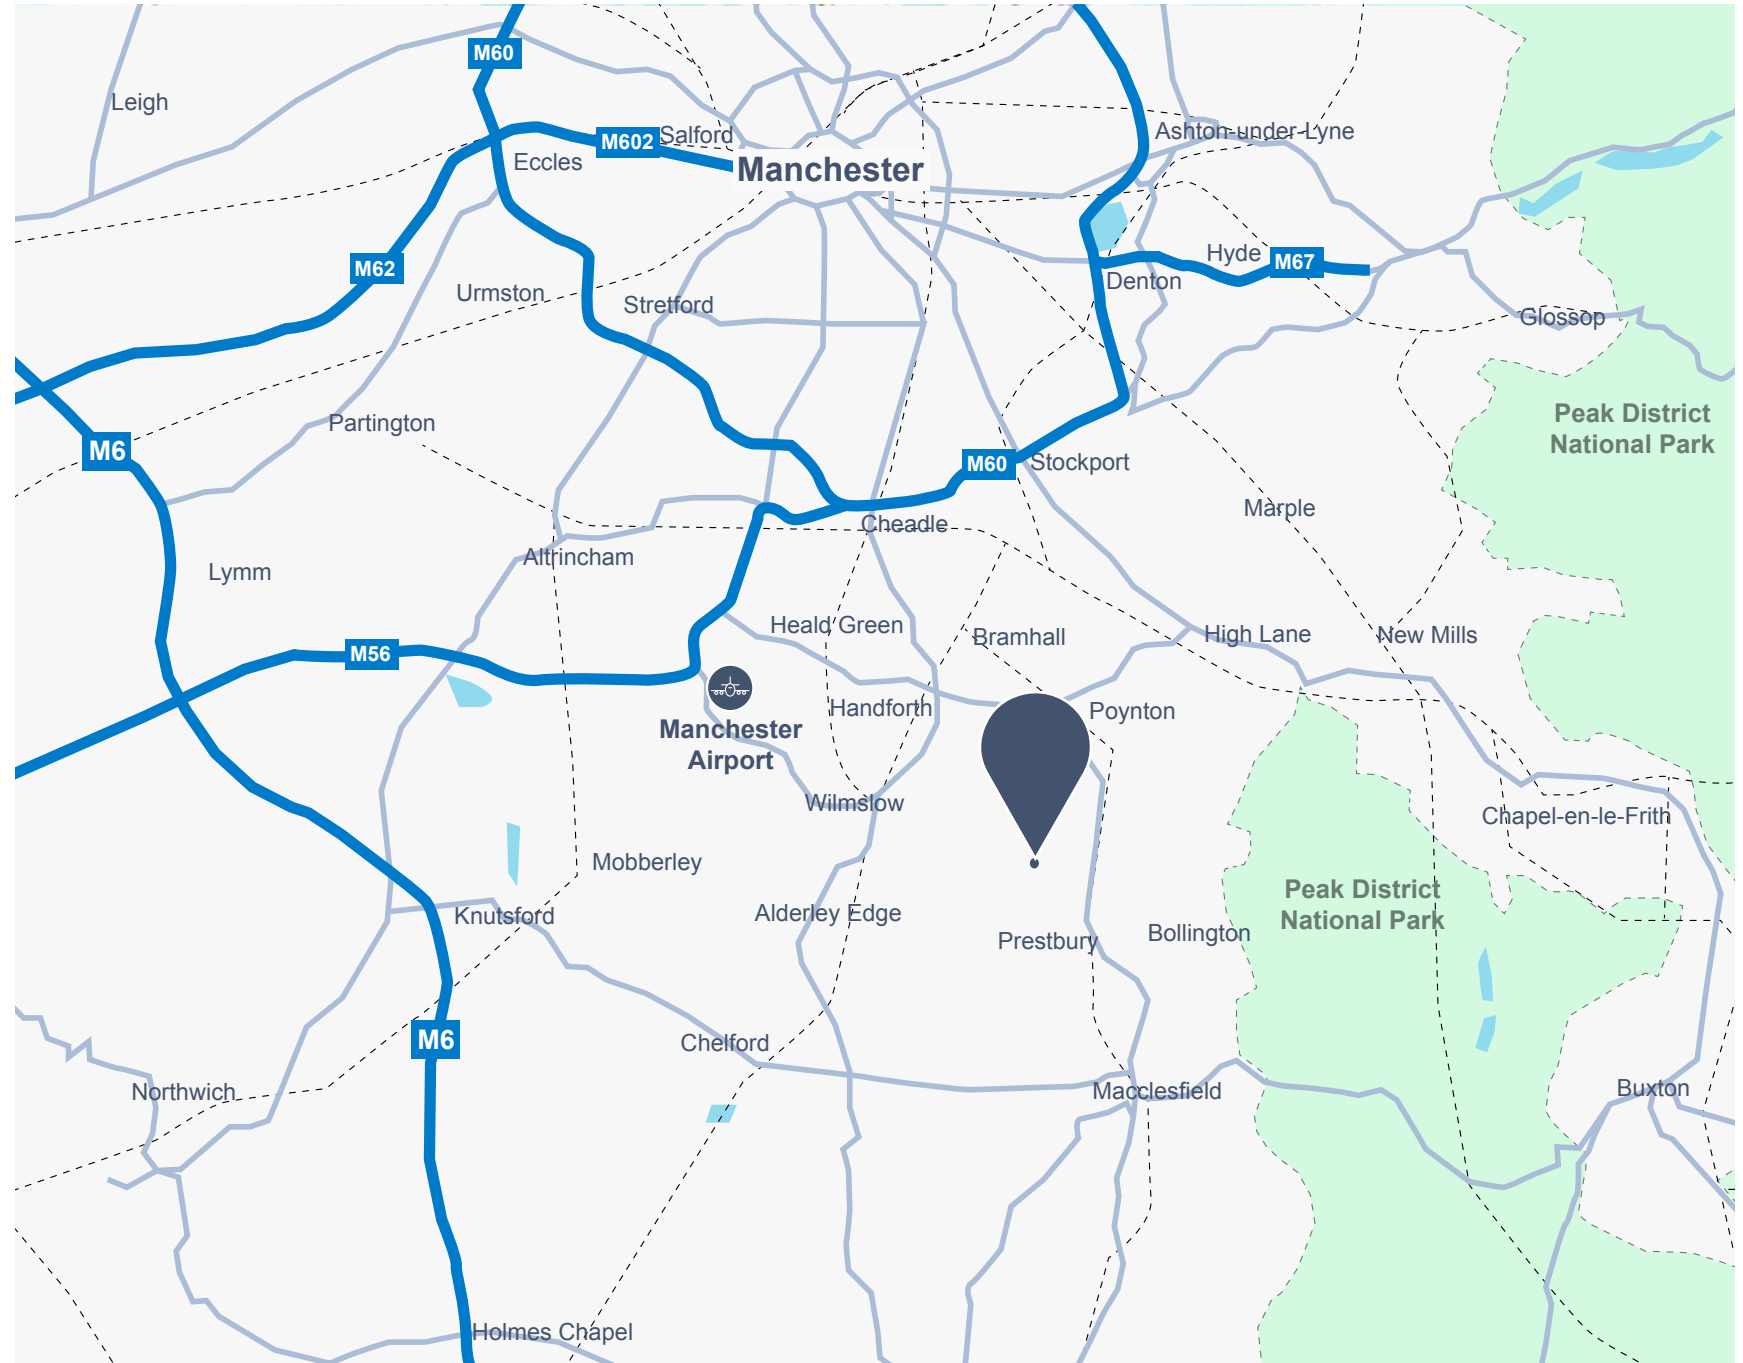 M60
Leigh
M602
Salford
Ashton-under-Lyne
Eccles
Manchester
Hyde
M67
M62
Denton
Urmston
Stretford
Glossop
Peak District
National Park
Partington
M6
M60
Stockport
Marple
Cheadle
Altrincham
Lymm
Heald Green
Bramhall
High Lane
New Mills
M56
Handforth
Poynton
Manchester
Airport
Wilmslow
Chapel-en-le-Frith
Mobberley
Peak District
National Park
Knutsford
Alderley Edge
Prestbury
Bollington
M6
Chelford
Northwich
Macclesfield
Buxton
Holmes Chapel